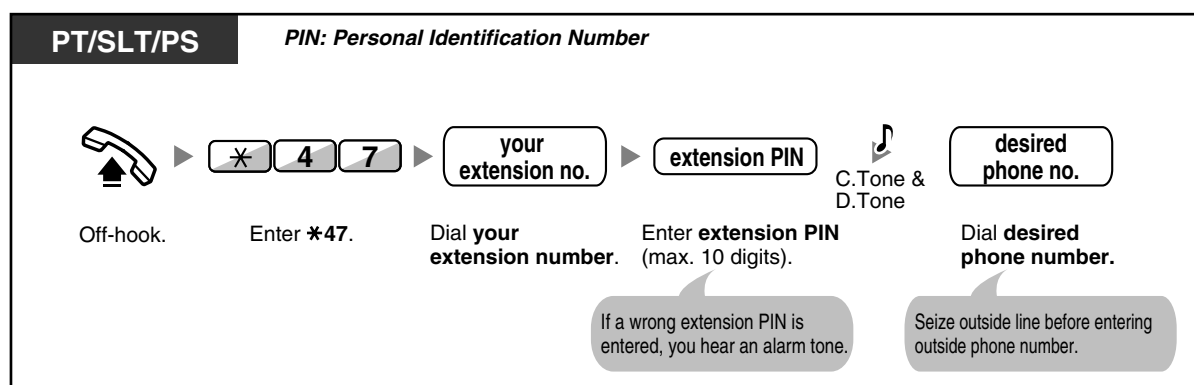 PT/SLT/PS
PIN: Personal Identification Number
* 4 7
your
extension no.
extension PIN
C.Tone &
D.Tone
desired
phone no.
Off-hook.
Enter *47.
Dial your
extension number.
Enter extension PIN
(max. 10 digits).
Dial desired
phone number.
If a wrong extension PIN is
entered, you hear an alarm tone.
Seize outside line before entering
outside phone number.